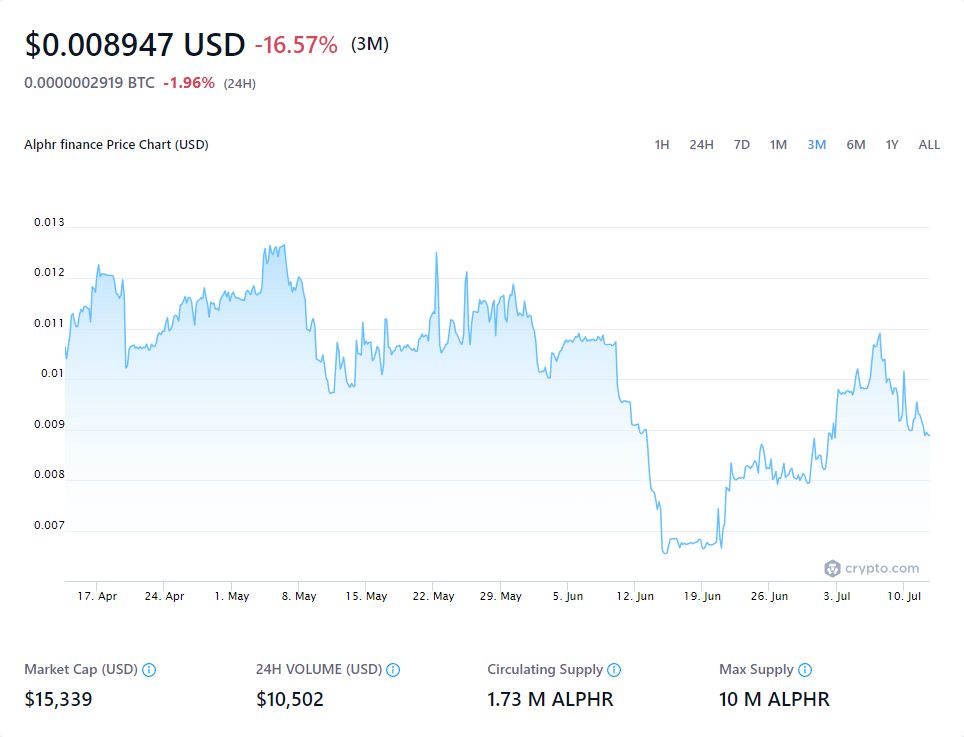 $0.008947 USD -16.57% (3M)
0.0000002919 BTC -1.96% (24H)
Alphr finance Price Chart (USD) 1H 24H 7D 1M 3M 6M 1Y ALL
0.013
0.012
0.011
0.01
0.009
0.008
0.007
crypto.com
17. Apr 24. Apr 1. May 8. May 15. May 22. May 29. May 5. Jun 12. Jun 19. Jun 26. Jun 3. Jul 10. Jul
Market Cap (USD) 24H VOLUME (USD) Circulating Supply Max Supply
$15,339 $10,502 1.73 M ALPHR 10 M ALPHR